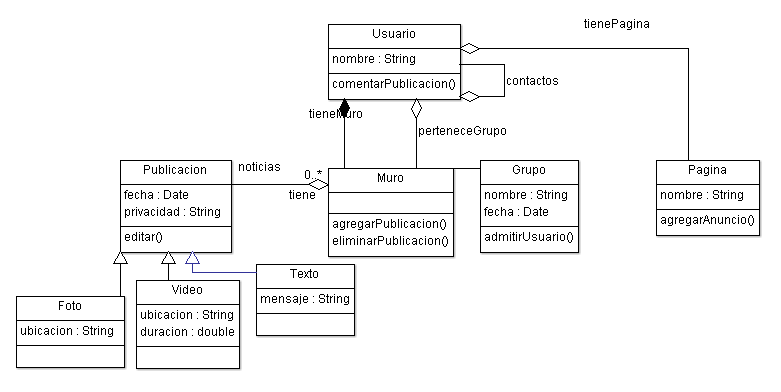 tienePagina
Usuario
nombre : String
comentarPublicacion()
contactos
tieneMuro
perteneceGrupo
Publicacion
fecha : Date
privacidad : String
editar()
noticias
0..*
tiene
Muro
agregarPublicacion()
eliminarPublicacion()
Grupo
nombre : String
fecha : Date
admitirUsuario()
Pagina
nombre : String
agregarAnuncio()
Foto
ubicacion : String
Video
ubicacion : String
duracion : double
Texto
mensaje : String